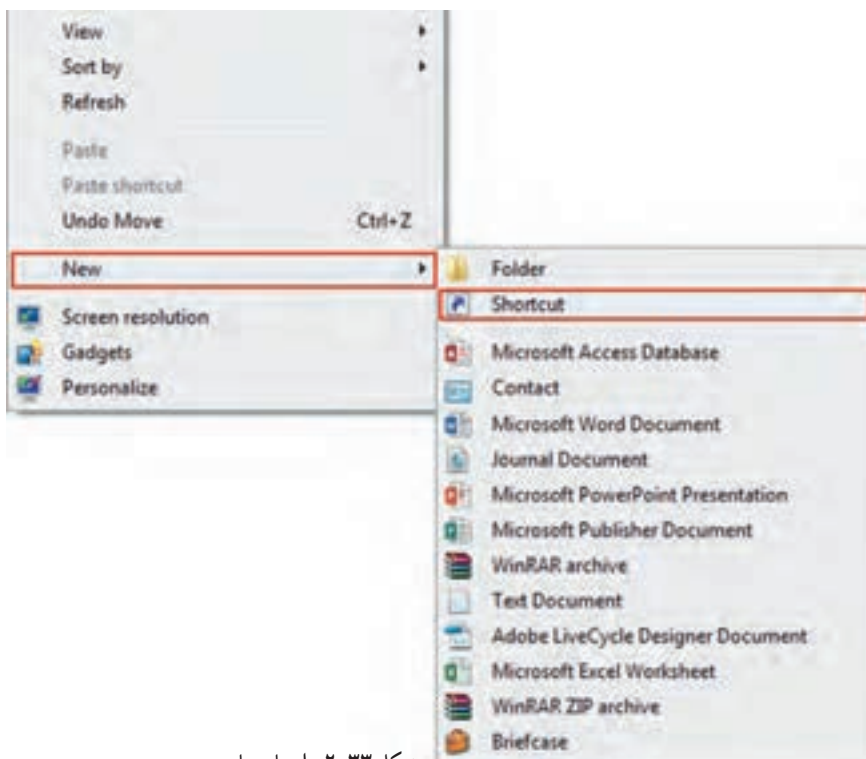 View
Sort by
Refresh
Paste
Paste shortcut
Undo Move Ctrl+Z
New
Screen resolution
Gadgets
Personalize
Folder
Shortcut
Microsoft Access Database
Contact
Microsoft Word Document
Journal Document
Microsoft PowerPoint Presentation
Microsoft Publisher Document
WinRAR archive
Text Document
Adobe LiveCycle Designer Document
Microsoft Excel Worksheet
WinRAR ZIP archive
Briefcase